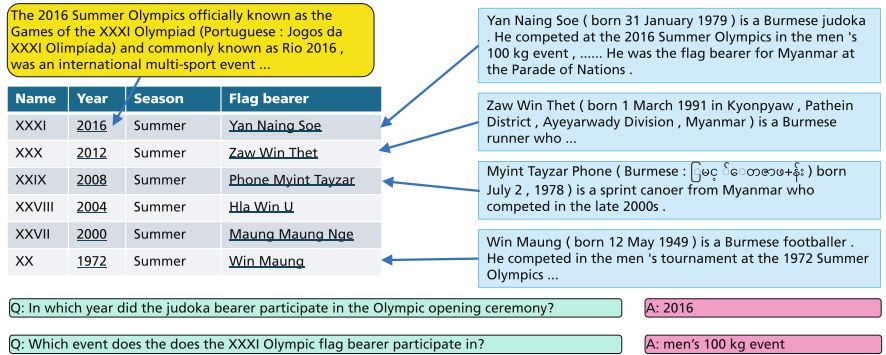 The 2016 Summer Olympics officially known as the
Games of the XXXI Olympiad (Portuguese : Jogos da
XXXI Olimpíada) and commonly known as Rio 2016 ,
was an international multi-sport event ...
Name Year Season Flag bearer
XXXI 2016 Summer Yan Naing Soe
XXX 2012 Summer Zaw Win Thet
XXIX 2008 Summer Phone Myint Tayzar
XXVIII 2004 Summer Hla Win U
XXVII 2000 Summer Maung Maung Nge
XX 1972 Summer Win Maung
Yan Naing Soe ( born 31 January 1979 ) is a Burmese judoka
. He competed at the 2016 Summer Olympics in the men 's
100 kg event , ...... He was the flag bearer for Myanmar at
the Parade of Nations .
Zaw Win Thet ( born 1 March 1991 in Kyonpyaw , Pathein
District , Ayeyarwady Division , Myanmar ) is a Burmese
runner who ...
Myint Tayzar Phone ( Burmese : ) born
July 2 , 1978 ) is a sprint canoer from Myanmar who
competed in the late 2000s .
Win Maung ( born 12 May 1949 ) is a Burmese footballer .
He competed in the men 's tournament at the 1972 Summer
Olympics ...
Q: In which year did the judoka bearer participate in the Olympic opening ceremony?
A: 2016
Q: Which event does the does the XXXI Olympic flag bearer participate in?
A: men’s 100 kg event